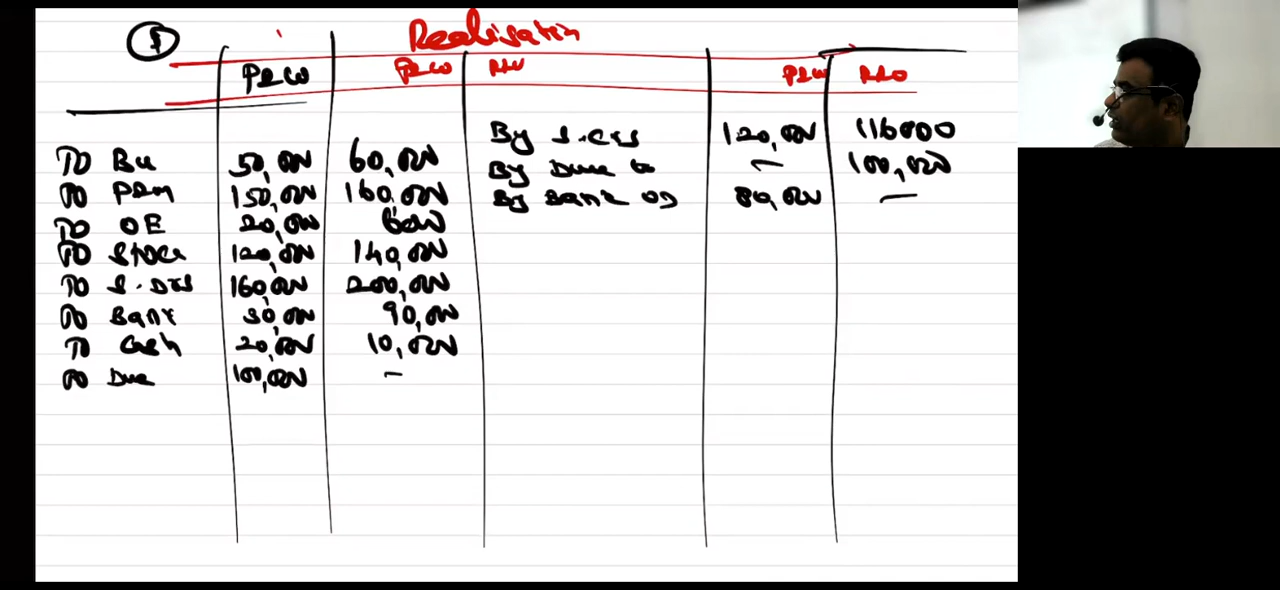 1
Realisation
P&W
P&W R&O
P&W R&O
By S.Crs 120,000 116000
To Bu 50,000 60,000
By Due to - 100,000
To P&M 150,000 160,000
By Bank OD 80,000 -
To OE 20,000 6000
To Stock 120,000 140,000
To S.Drs 160,000 200,000
To Bank 30,000 90,000
To Cash 20,000 10,000
To Due 100,000 -